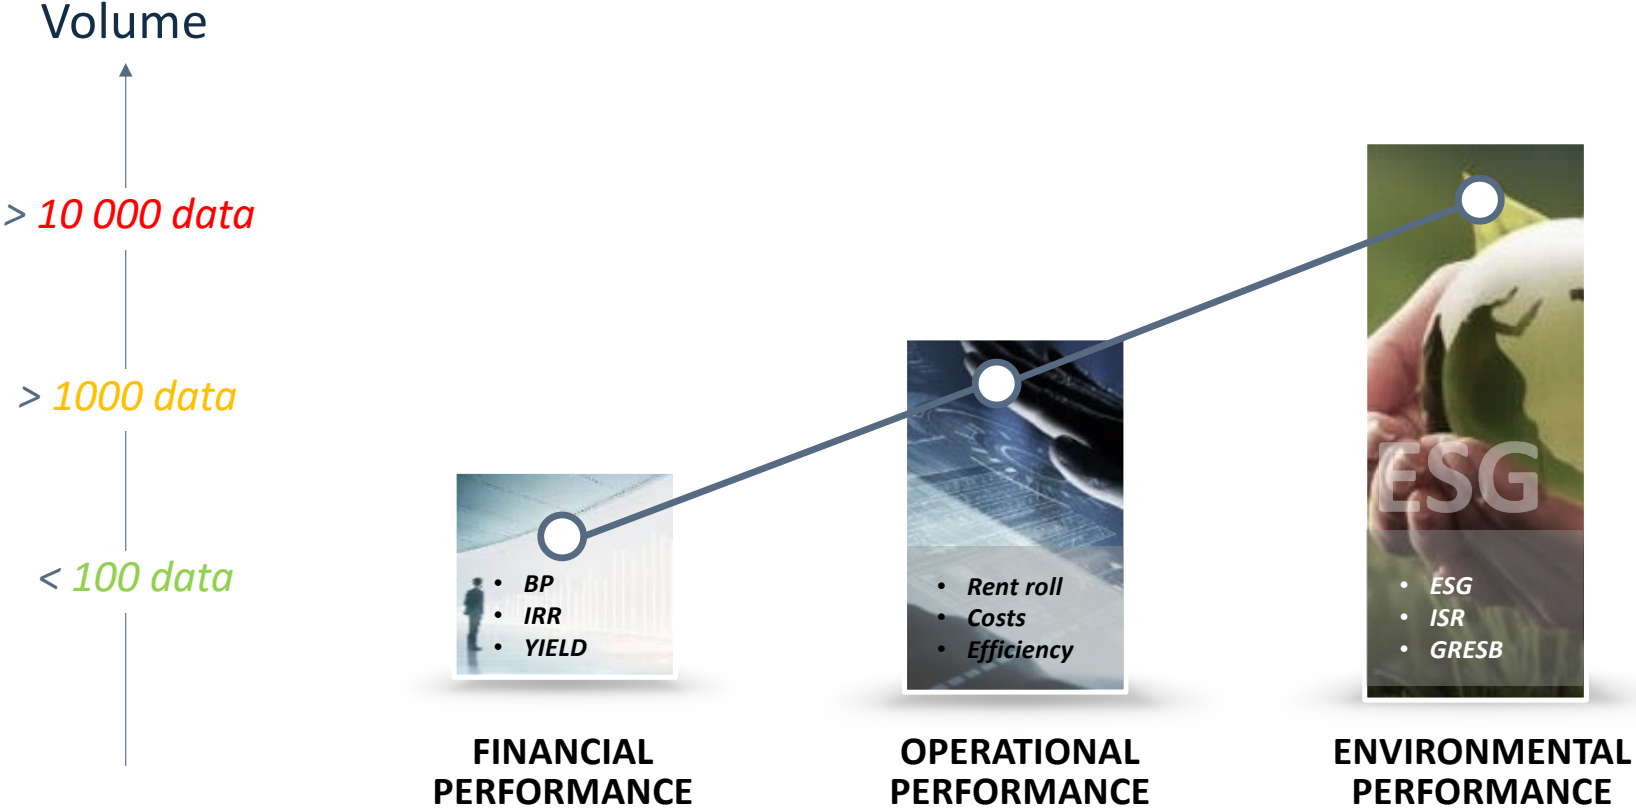 Volume
> 10 000 data
> 1000 data
< 100 data
• BP
• IRR
• YIELD
FINANCIAL
PERFORMANCE
• Rent roll
• Costs
• Efficiency
OPERATIONAL
PERFORMANCE
ESG
• ESG
• ISR
• GRESB
ENVIRONMENTAL
PERFORMANCE